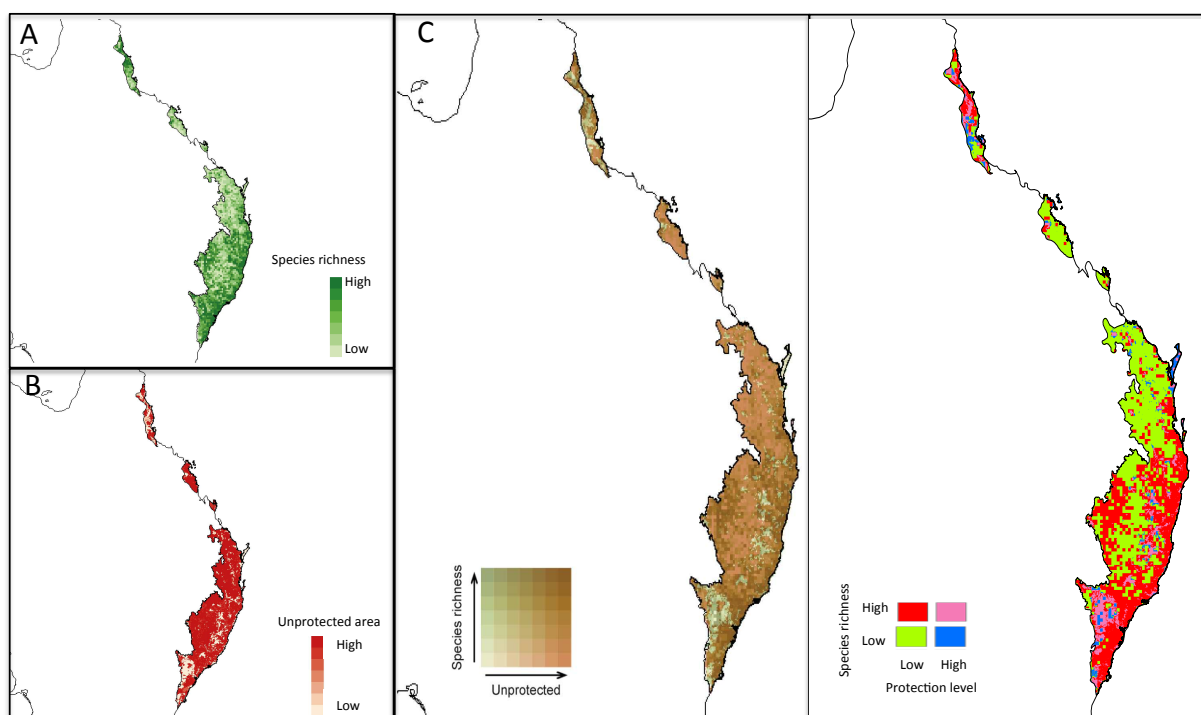 A
Species richness
High
Low
B
Unprotected area
High
Low
C
Species richness
Unprotected
Species richness
High
Low
Low
High
Protection level